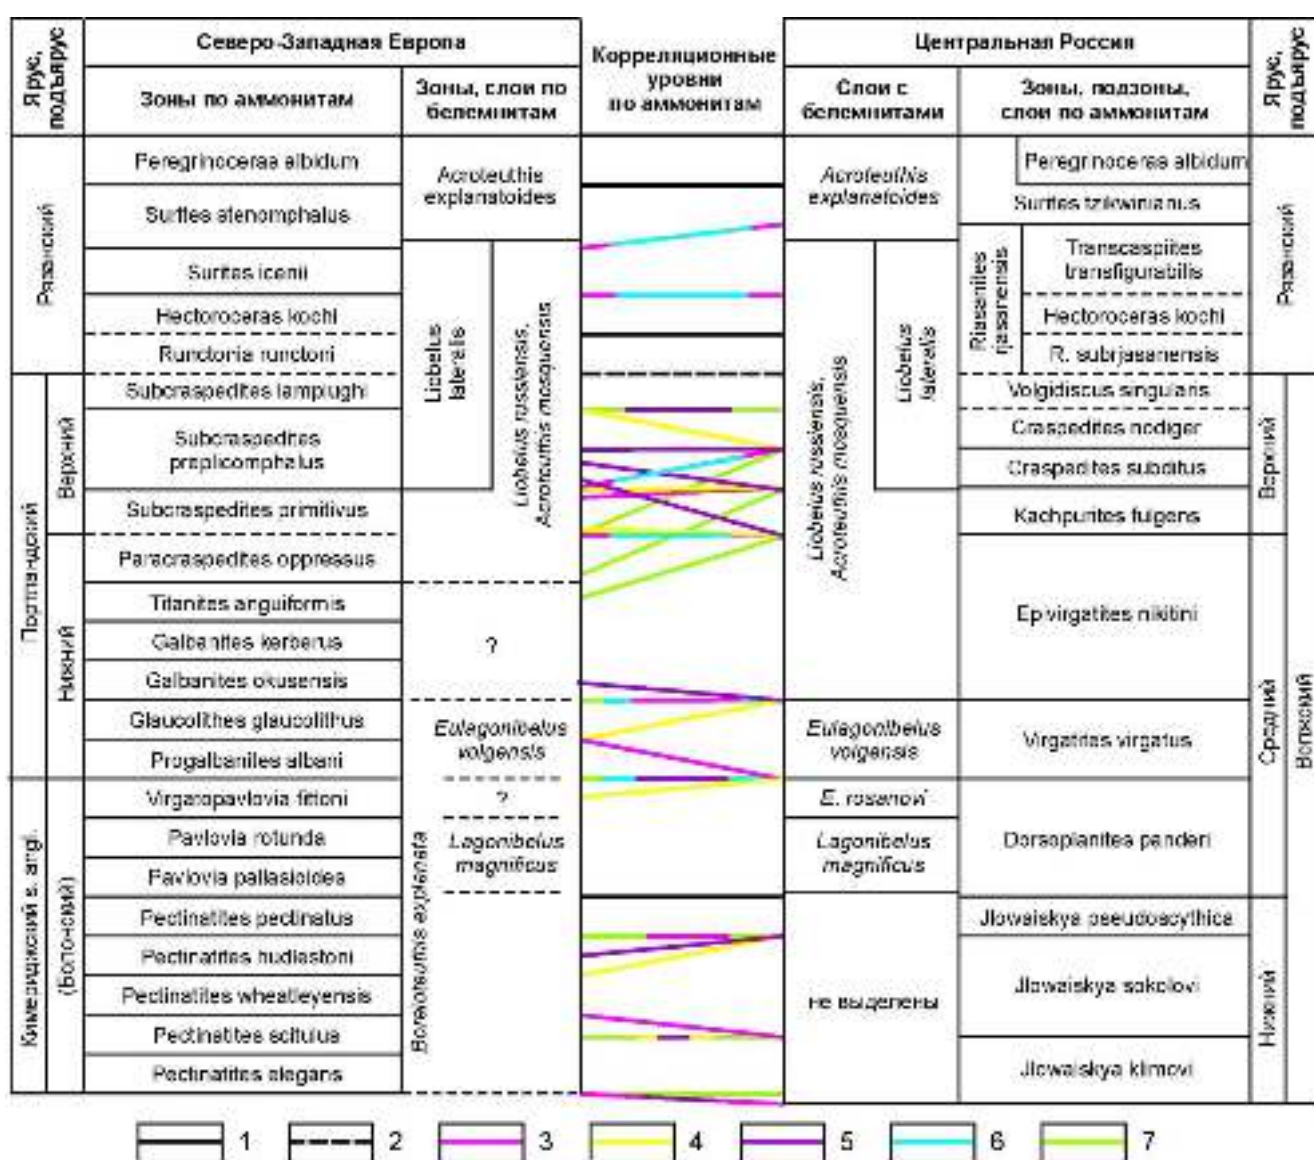 Ярус,
подъярус
Северо-Западная Европа
Зоны по аммонитам
Зоны, слои по
белемнитам
Корреляционные
уровни
по аммонитам
Центральная Россия
Слои с
белемнитами
Зоны, подзоны,
слои по аммонитам
Ярус,
подъярус
Рязанский
Портландский
Верхний
Нижний
Кимериджский s. angl.
(Болонский)
Peregrinoceras albidum
Surites stenomphalus
Surites icenii
Hectoroceras kochi
Runctonia runctoni
Subcraspedites lamplughi
Subcraspedites
preplicomphalus
Subcraspedites primitivus
Paracraspedites oppressus
Titanites anguiformis
Galbanites kerberus
Galbanites okusensis
Glaucolithes glaucolithus
Progalbanites albani
Virgatopavlovia fittoni
Pavlovia rotunda
Pavlovia pallasioides
Pectinatites pectinatus
Pectinatites hudlestoni
Pectinatites wheatleyensis
Pectinatites scitulus
Pectinatites elegans
Acroteuthis
explanatoides
Liobelus
lateralis
Liobelus russiensis,
Acroteuthis mosquensis
?
Eulagonibelus
volgensis
?
Lagonibelus
magnificus
Boreioteuthis explanata
Acroteuthis
explanatoides
Liobelus russiensis,
Acroteuthis mosquensis
Liobelus
lateralis
Eulagonibelus
volgensis
E. rosanovi
Lagonibelus
magnificus
не выделены
Peregrinoceras albidum
Surites tzikwinianus
Riasanites
rjasanensis
Transcaspiites
transfigurabilis
Hectoroceras kochi
R. subrjasanensis
Volgidiscus singularis
Craspedites nodiger
Craspedites subditus
Kachpurites fulgens
Epivirgatites nikitini
Virgatites virgatus
Dorsoplanites panderi
Jlowaiskya pseudoscythica
Jlowaiskya sokolovi
Jlowaiskya klimovi
Рязанский
Верхний
Средний
Нижний
Волжский
1 2 3 4 5 6 7